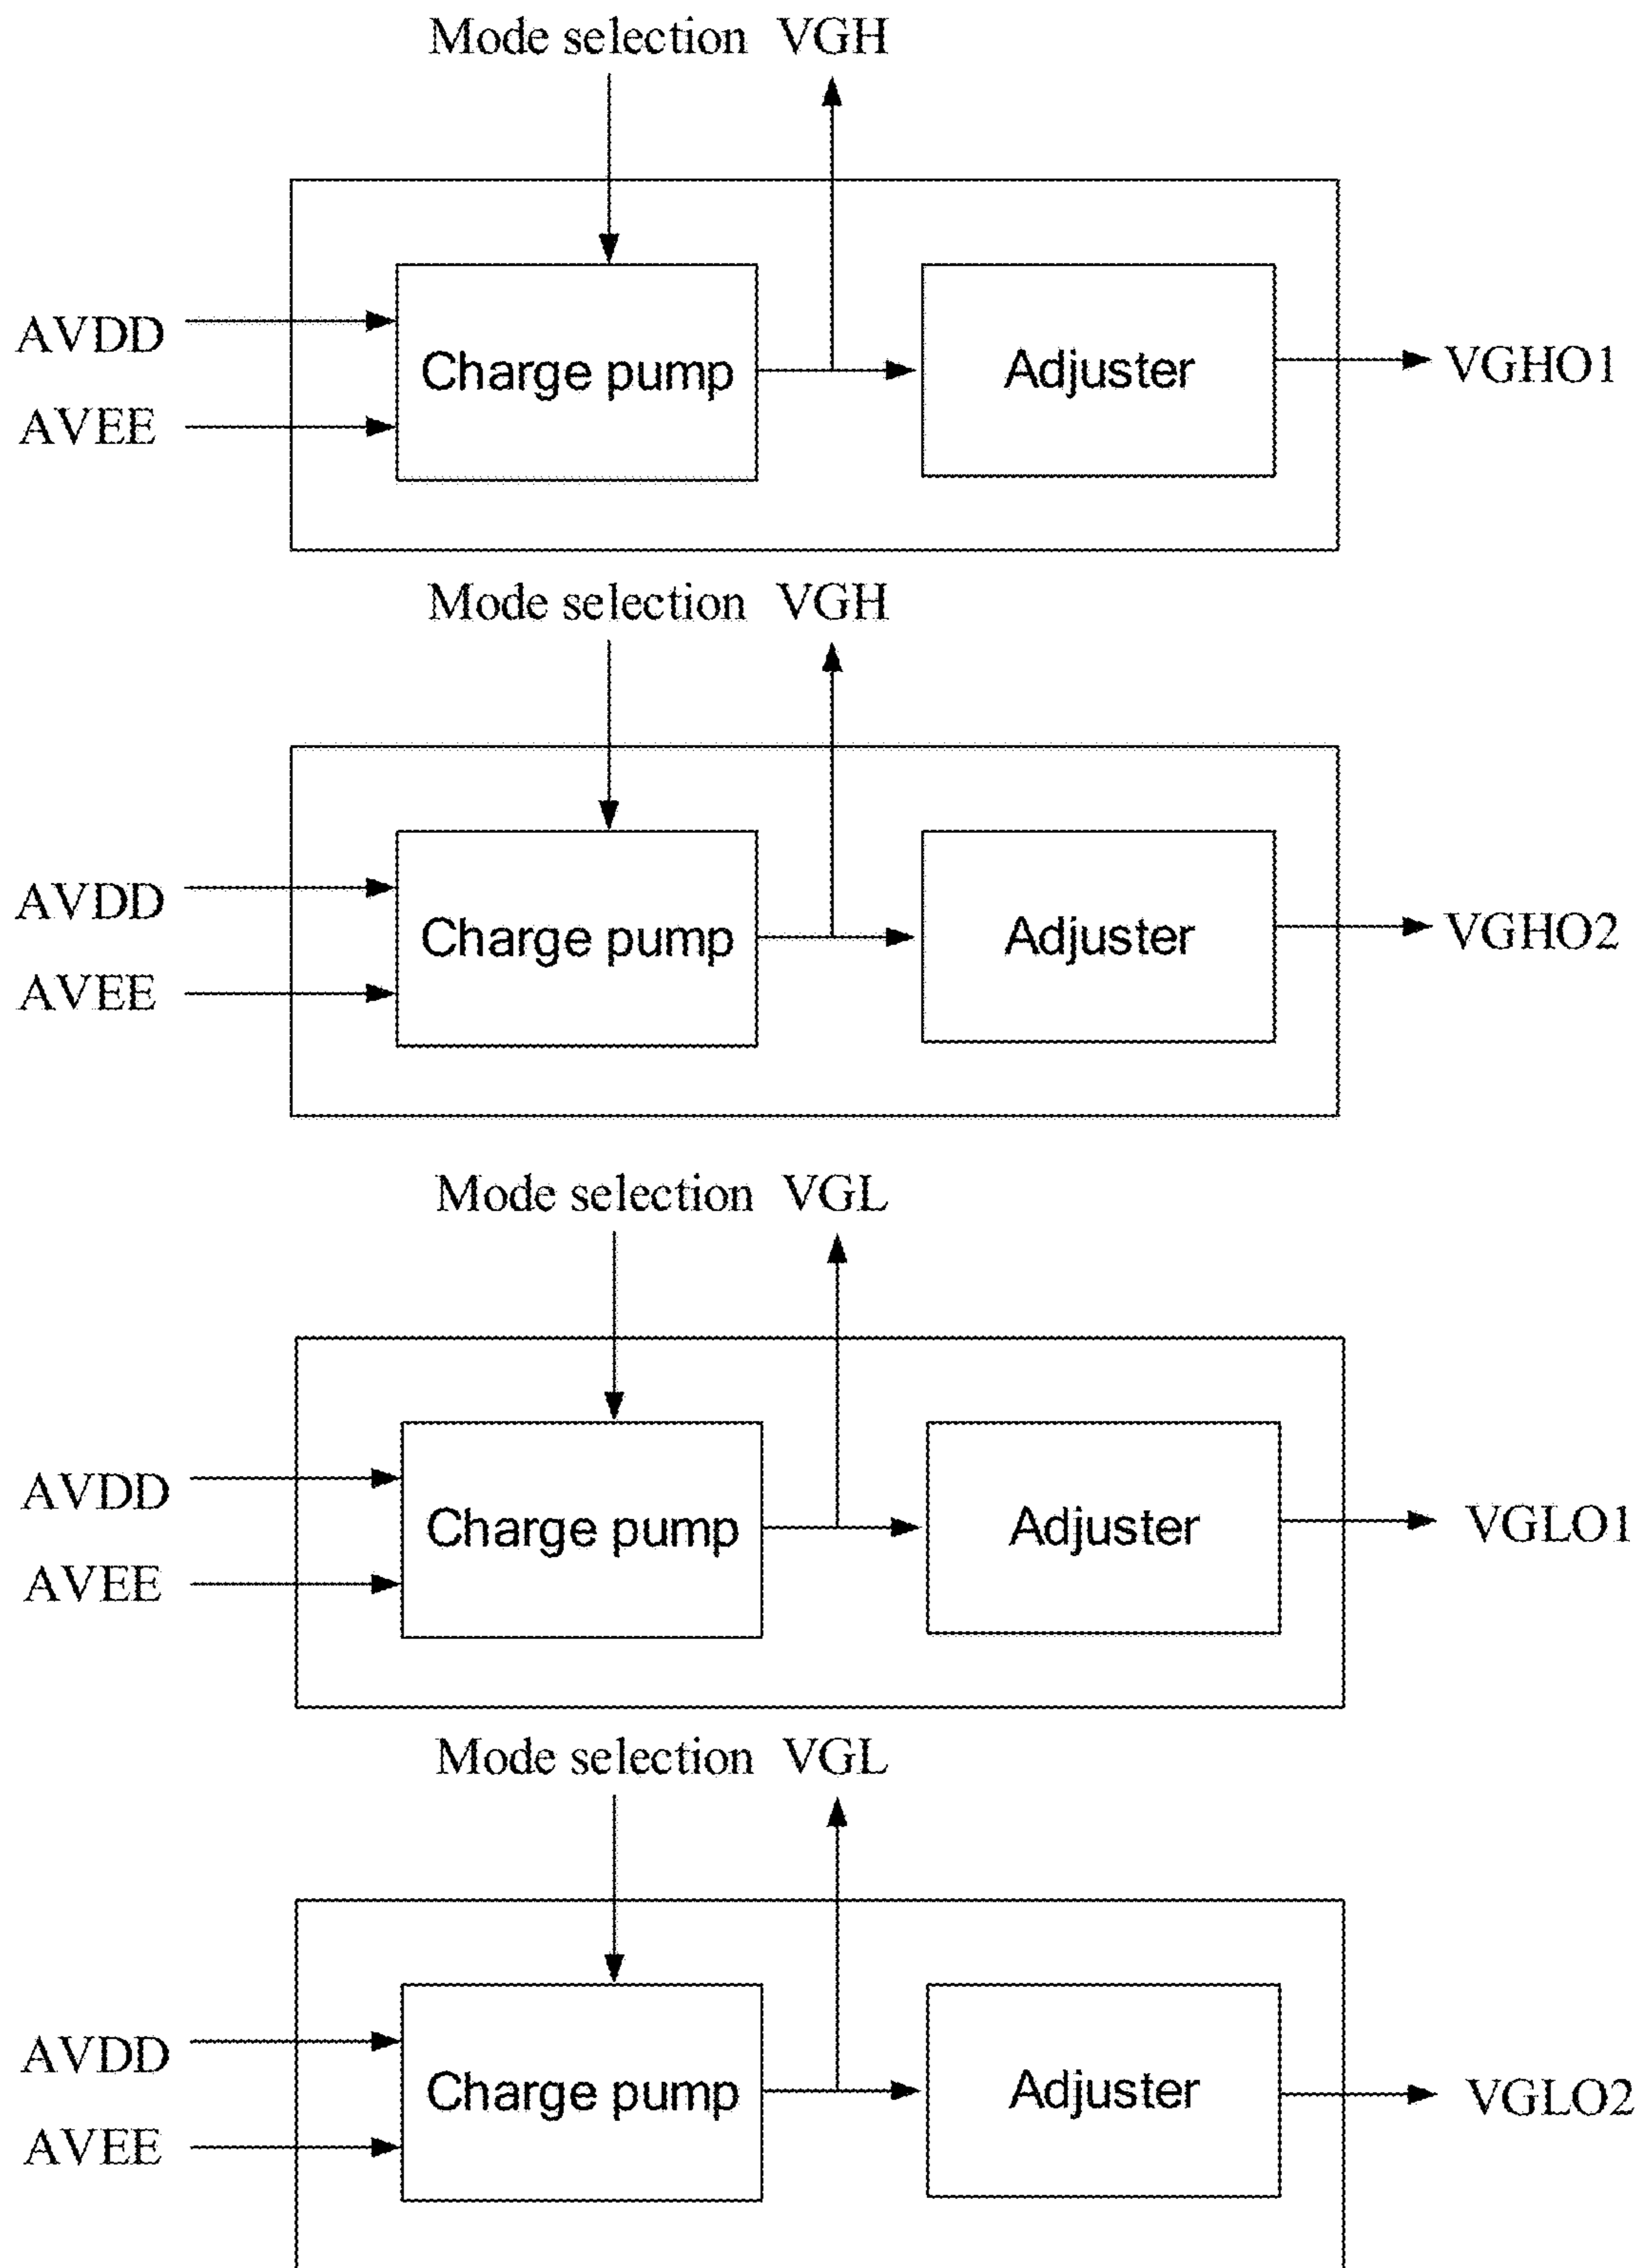 Mode selection VGH
AVDD
Charge pump
Adjuster
VGHO1
AVEE
Mode selection VGH
AVDD
Charge pump
Adjuster
VGHO2
AVEE
Mode selection VGL
AVDD
Charge pump
Adjuster
VGLO1
AVEE
Mode selection VGL
AVDD
Charge pump
Adjuster
VGLO2
AVEE